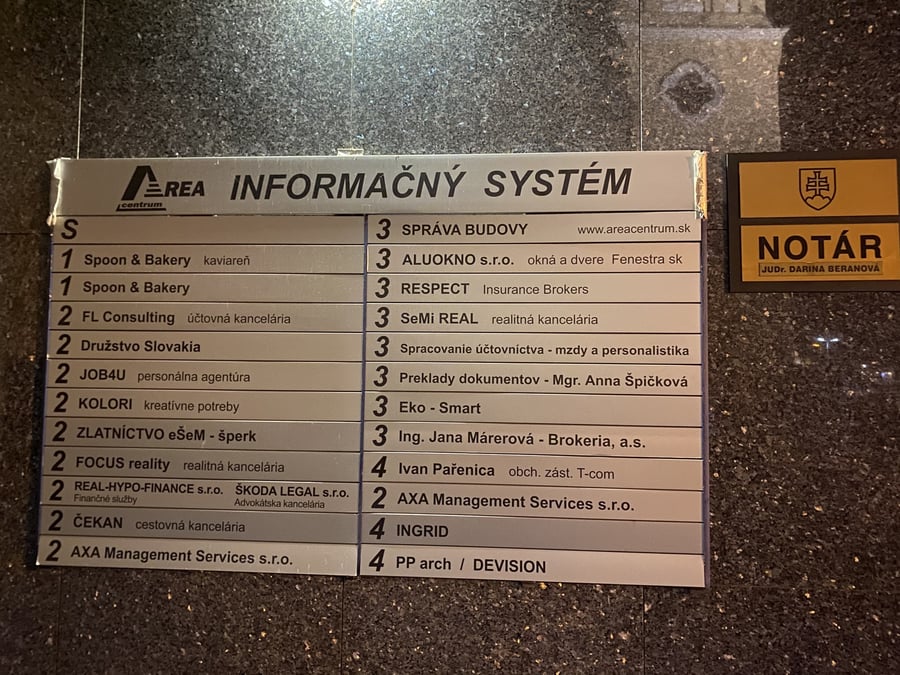 AREA centrum INFORMAČNÝ SYSTÉM
S
1 Spoon & Bakery kaviareň
1 Spoon & Bakery
2 FL Consulting účtovná kancelária
2 Družstvo Slovakia
2 JOB4U personálna agentúra
2 KOLORI kreatívne potreby
2 ZLATNÍCTVO eŠeM - šperk
2 FOCUS reality realitná kancelária
2 REAL-HYPO-FINANCE s.r.o. ŠKODA LEGAL s.r.o.
Finančné služby Advokátska kancelária
2 ČEKAN cestovná kancelária
2 AXA Management Services s.r.o.
3 SPRÁVA BUDOVY www.areacentrum.sk
3 ALUOKNO s.r.o. okná a dvere Fenestra sk
3 RESPECT Insurance Brokers
3 SeMi REAL realitná kancelária
3 Spracovanie účtovníctva - mzdy a personalistika
3 Preklady dokumentov - Mgr. Anna Špičková
3 Eko - Smart
3 Ing. Jana Márerová - Brokeria, a.s.
4 Ivan Pařenica obch. zást. T-com
2 AXA Management Services s.r.o.
4 INGRID
4 PP arch / DEVISION
NOTÁR
JUDr. DARINA BERANOVÁ